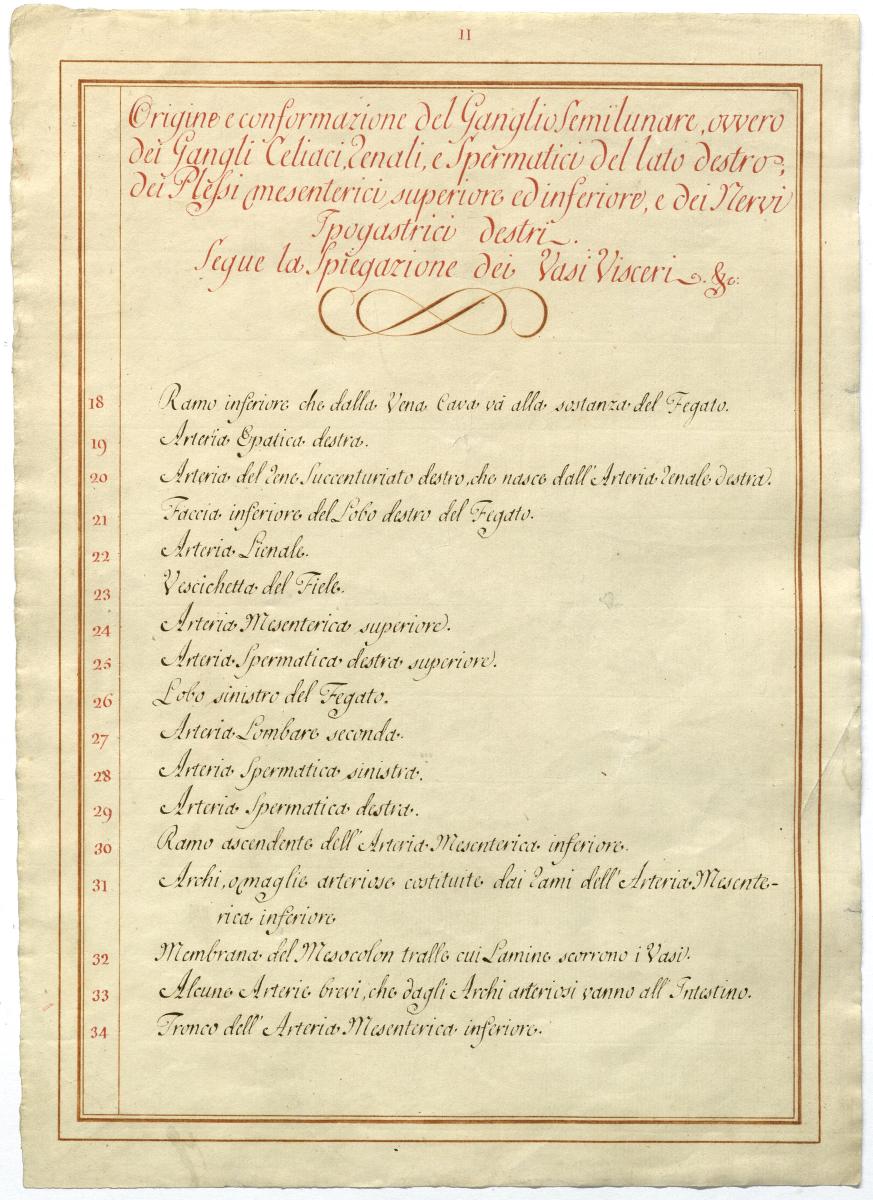 11
Origine e conformazione del Ganglio Semilunare, ovvero
dei Gangli Celiaci, Renali, e Spermatici del lato destro,
dei Plessi mesenterici superiore ed inferiore, e dei Nervi
Ipogastrici destri.
Segue la Spiegazione dei Vasi Visceri. &c:
18 Ramo inferiore che dalla Vena Cava vá alla sostanza del Fegato.
19 Arteria Epatica destra.
20 Arteria del Rene Succenturiato destro, che nasce dall'Arteria Renale destra.
21 Faccia inferiore del Lobo destro del Fegato.
22 Arteria Lienale.
23 Vescichetta del Fiele.
24 Arteria Mesenterica superiore.
25 Arteria Spermatica destra superiore.
26 Lobo sinistro del Fegato.
27 Arteria Lombare seconda.
28 Arteria Spermatica sinistra.
29 Arteria Spermatica destra.
30 Ramo ascendente dell'Arteria Mesenterica inferiore.
31 Archi, o maglie arteriose costituite dai Rami dell'Arteria Mesente-
rica inferiore
32 Membrana del Mesocolon tralle cui Lamine scorrono i Vasi.
33 Alcune Arterie brevi, che dagli Archi arteriosi vanno all'Intestino.
34 Tronco dell'Arteria Mesenterica inferiore.